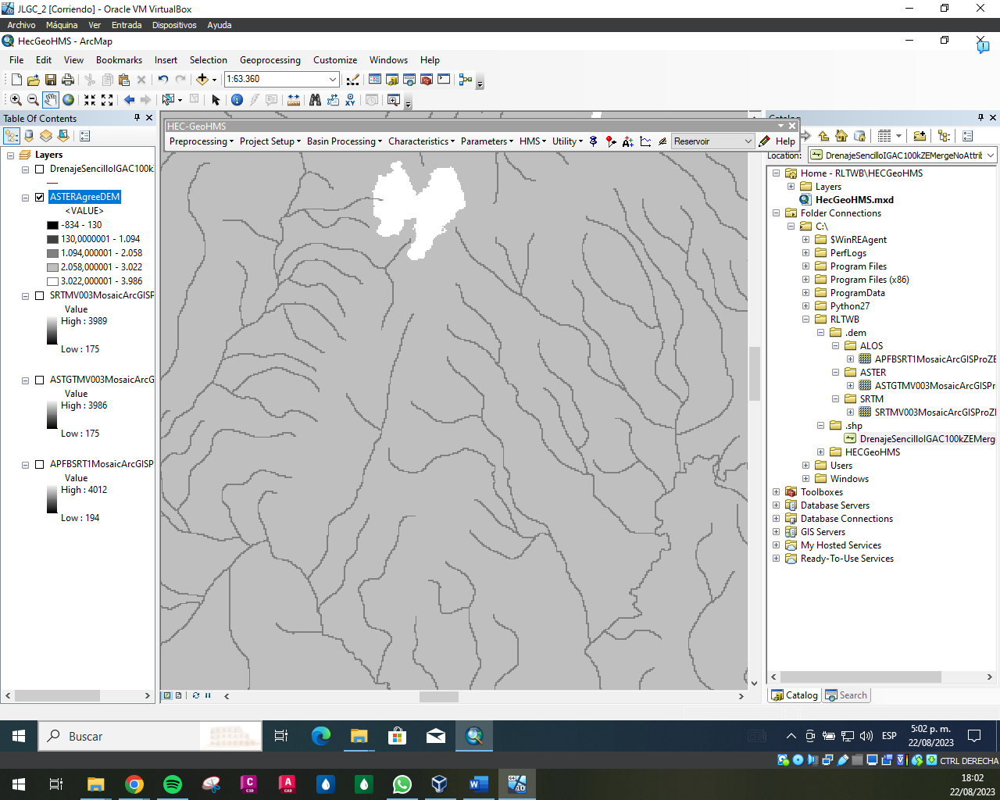 JLGC_2 [Corriendo] - Oracle VM VirtualBox
Archivo Máquina Ver Entrada Dispositivos Ayuda
HecGeoHMS - ArcMap
File Edit View Bookmarks Insert Selection Geoprocessing Customize Windows Help
1:63.360
Table Of Contents
Layers
DrenajeSencilloIGAC100k
ASTERAgreeDEM
<VALUE>
-834 - 130
130,0000001 - 1.094
1.094,000001 - 2.058
2.058,000001 - 3.022
3.022,000001 - 3.986
SRTMV003MosaicArcGISP
Value
High : 3989
Low : 175
ASTGTMV003MosaicArcG
Value
High : 3986
Low : 175
APFBSRT1MosaicArcGISP
Value
High : 4012
Low : 194
HEC-GeoHMS
Preprocessing Project Setup Basin Processing Characteristics Parameters HMS Utility Reservoir Help
Catalog
Location: DrenajeSencilloIGAC100kZEMergeNoAttrib
Home - RLTWB\HECGeoHMS
Layers
HecGeoHMS.mxd
Folder Connections
C:\
$WinREAgent
PerfLogs
Program Files
Program Files (x86)
ProgramData
Python27
RLTWB
.dem
ALOS
APFBSRT1MosaicArcGISProZE
ASTER
ASTGTMV003MosaicArcGISPr
SRTM
SRTMV003MosaicArcGISProZI
.shp
DrenajeSencilloIGAC100kZEMerg
HECGeoHMS
Users
Windows
Toolboxes
Database Servers
Database Connections
GIS Servers
My Hosted Services
Ready-To-Use Services
Catalog Search
Buscar
ESP
5:02 p. m.
22/08/2023
CTRL DERECHA
18:02
22/08/2023